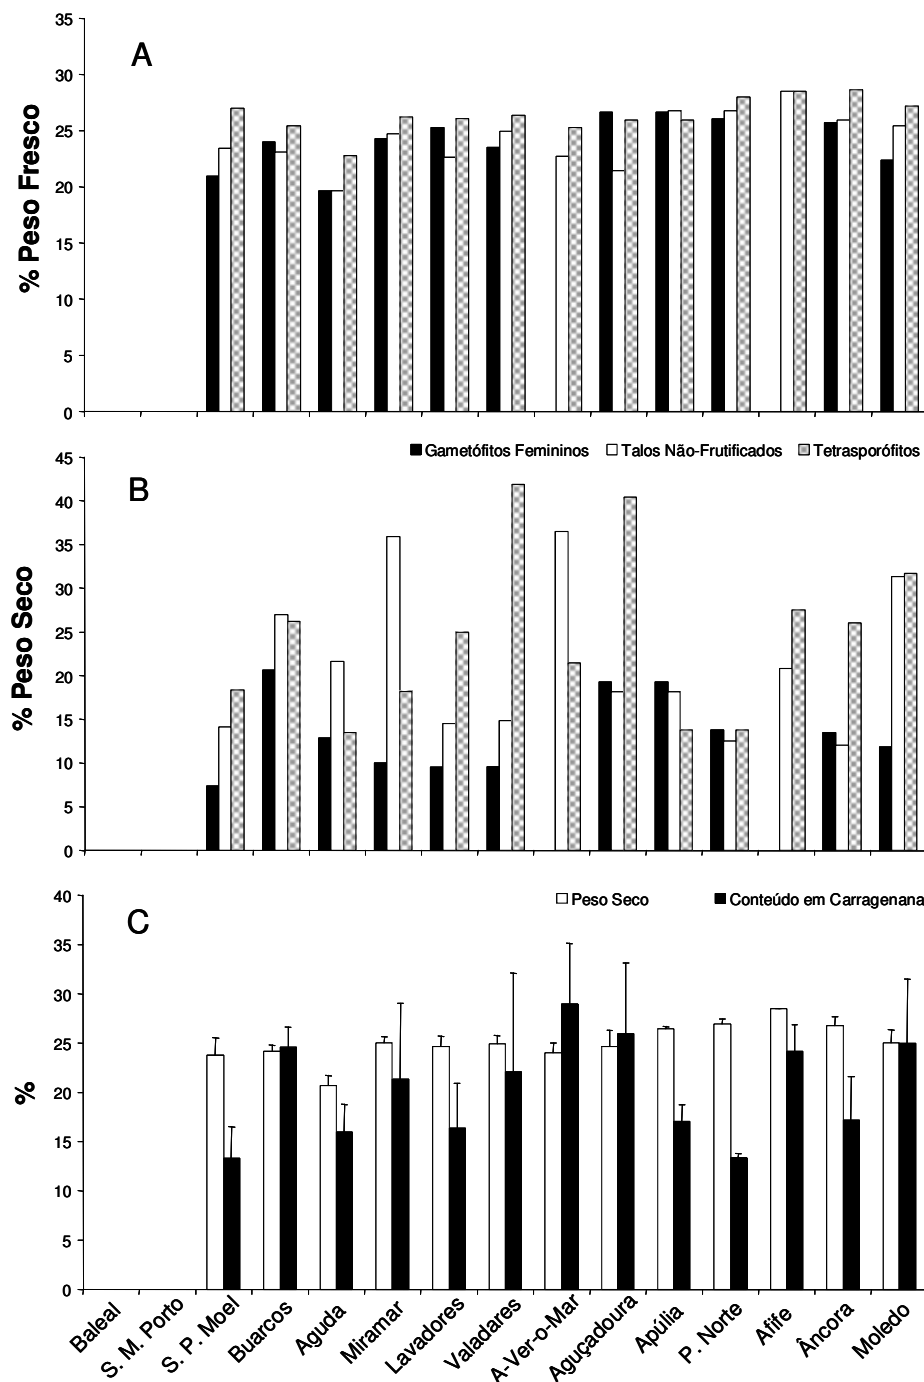 A
% Peso Fresco
35
30
25
20
15
10
5
0
Gametófitos Femininos Talos Não-Frutificados Tetrasporófitos
B
% Peso Seco
45
40
35
30
25
20
15
10
5
0
Peso Seco Conteúdo em Carragenana
C
%
40
35
30
25
20
15
10
5
0
Baleal
S. M. Porto
S. P. Moel
Buarcos
Aguda
Miramar
Lavadores
Valadares
A-Ver-o-Mar
Aguçadoura
Apúlia
P. Norte
Afife
Âncora
Moledo